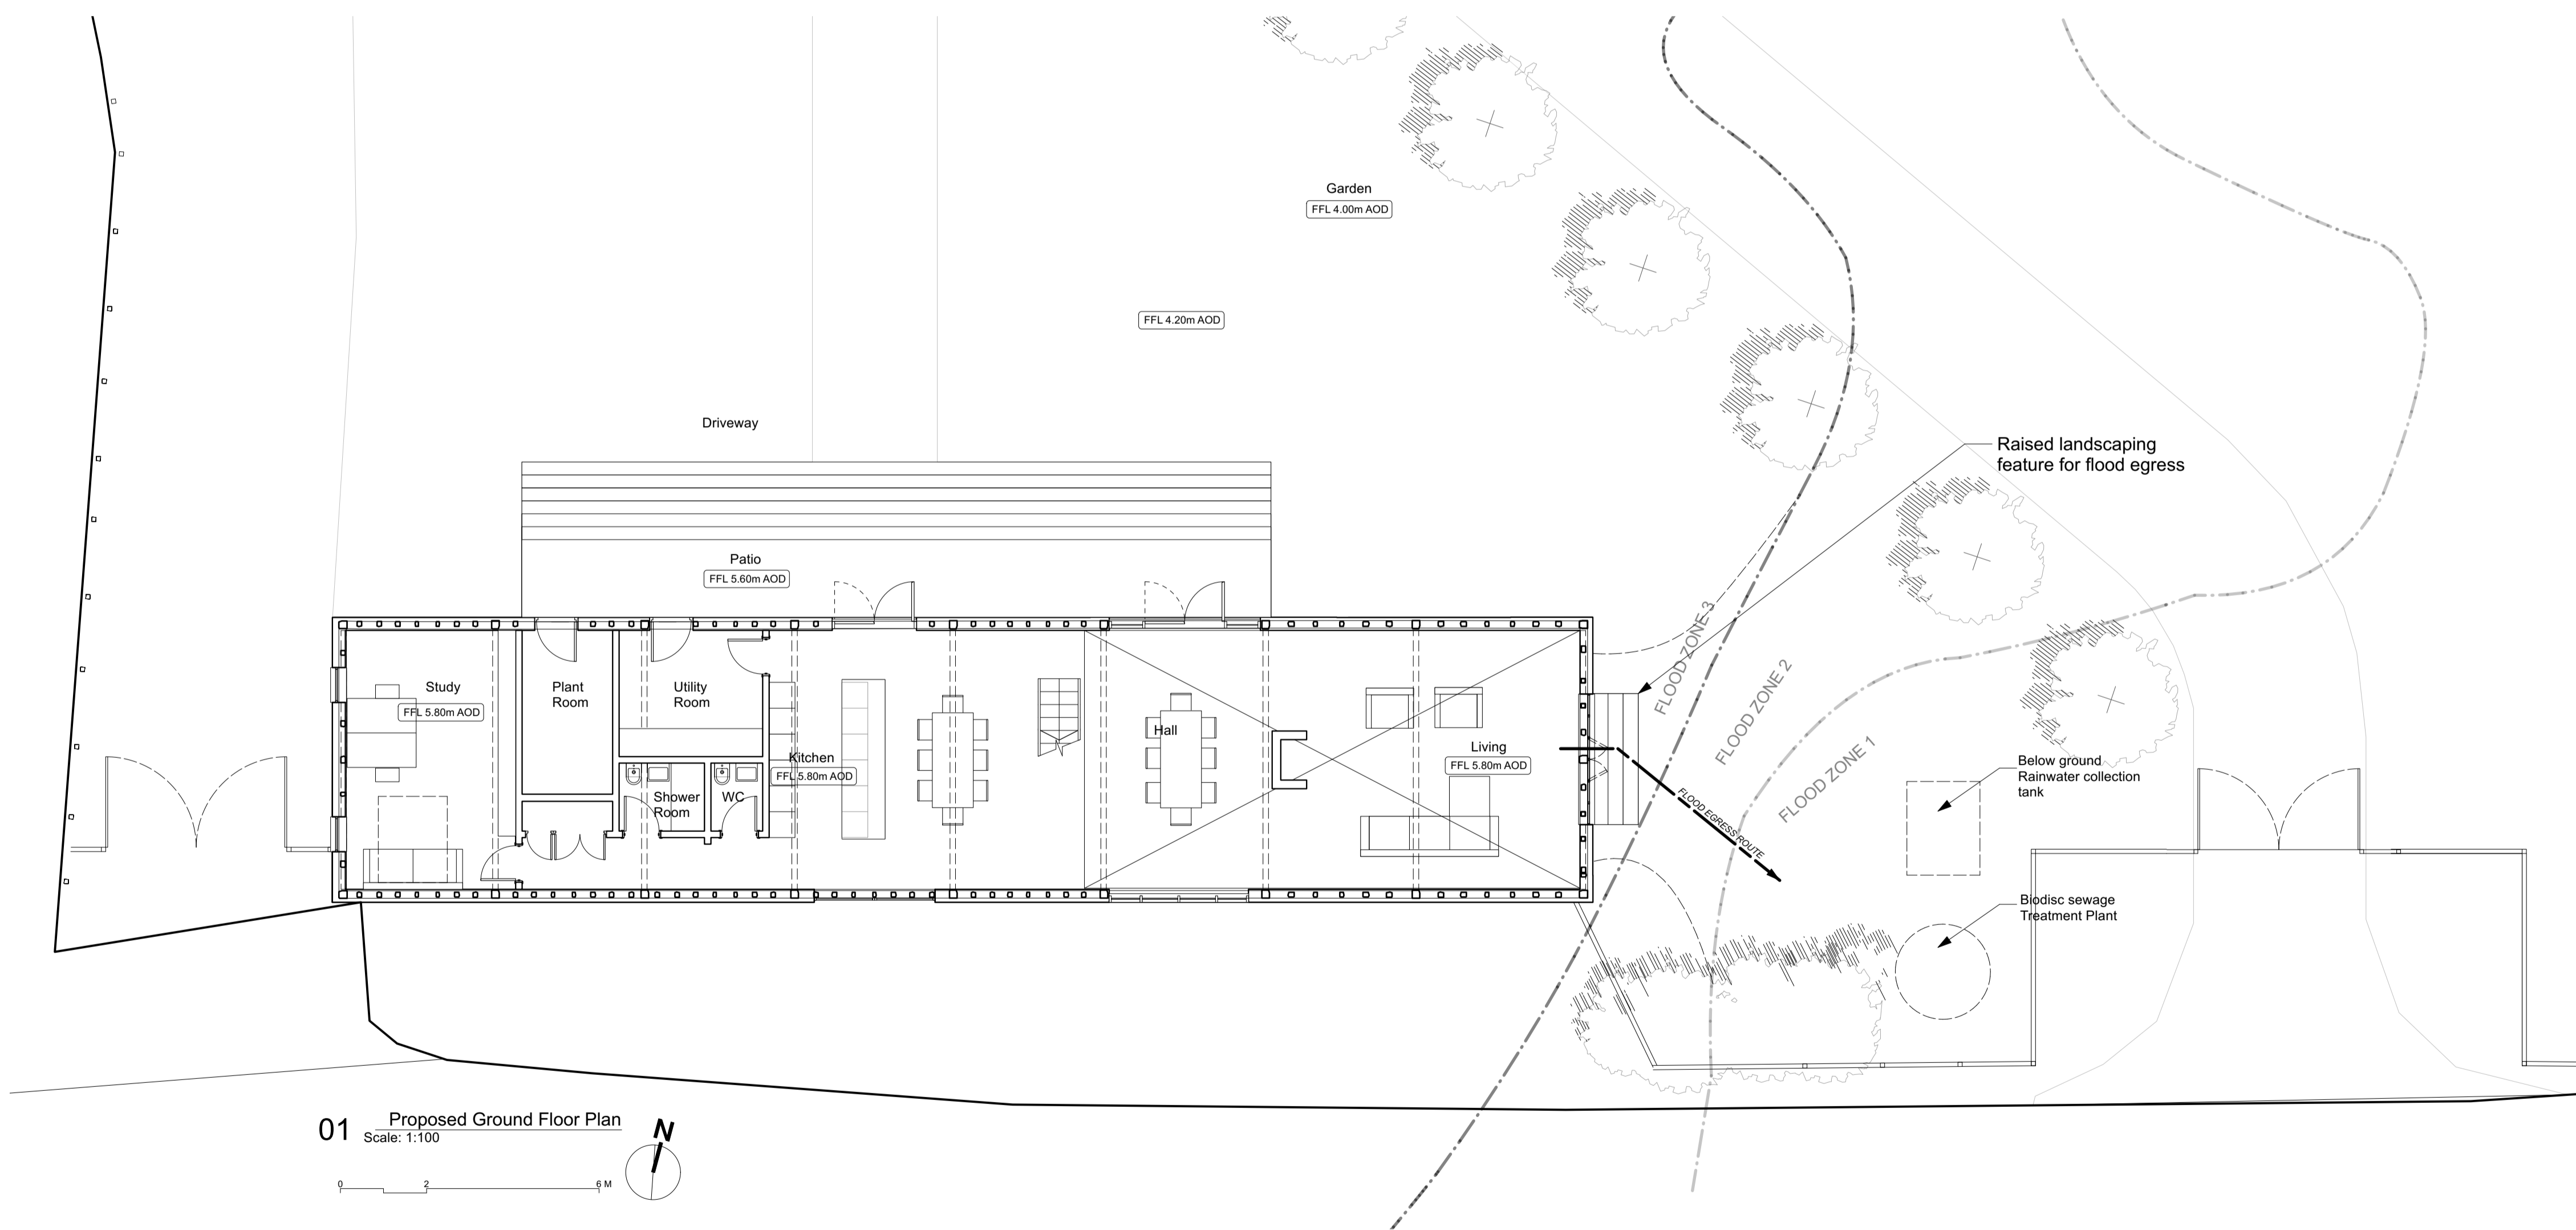 Garden
FFL 4.00m AOD
FFL 4.20m AOD
Driveway
Raised landscaping
feature for flood egress
Patio
FFL 5.60m AOD
FLOOD ZONE 3
FLOOD ZONE 2
FLOOD ZONE 1
Study
FFL 5.80m AOD
Plant
Room
Utility
Room
Hall
Living
FFL 5.80m AOD
Kitchen
FFL 5.80m AOD
Shower
Room
WC
FLOOD EGRESS ROUTE
Below ground
Rainwater collection
tank
Biodisc sewage
Treatment Plant
01
Proposed Ground Floor Plan
Scale: 1:100
N
0 2 6 M